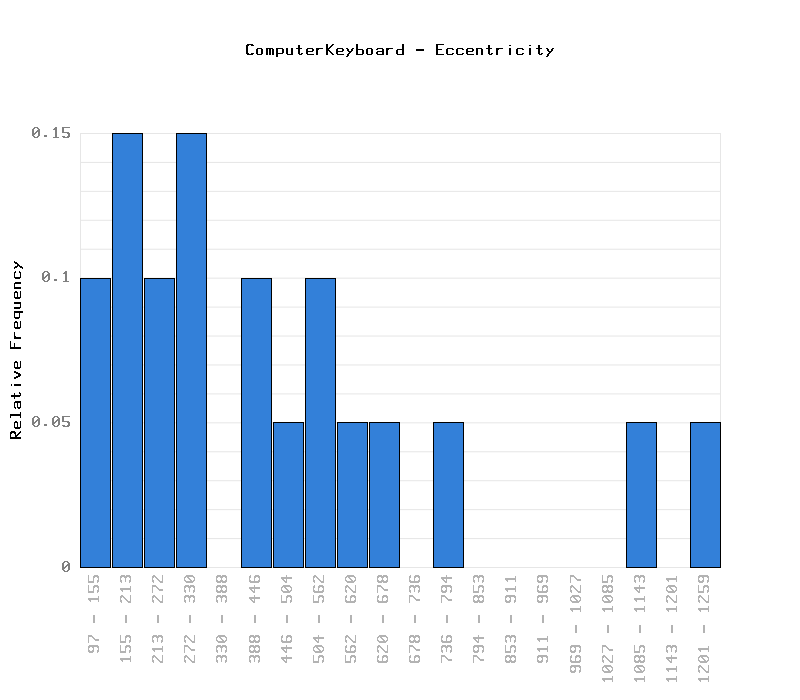 ComputerKeyboard - Eccentricity
Relative Frequency
0.15
0.1
0.05
0
97 - 155
155 - 213
213 - 272
272 - 330
330 - 388
388 - 446
446 - 504
504 - 562
562 - 620
620 - 678
678 - 736
736 - 794
794 - 853
853 - 911
911 - 969
969 - 1027
1027 - 1085
1085 - 1143
1143 - 1201
1201 - 1259